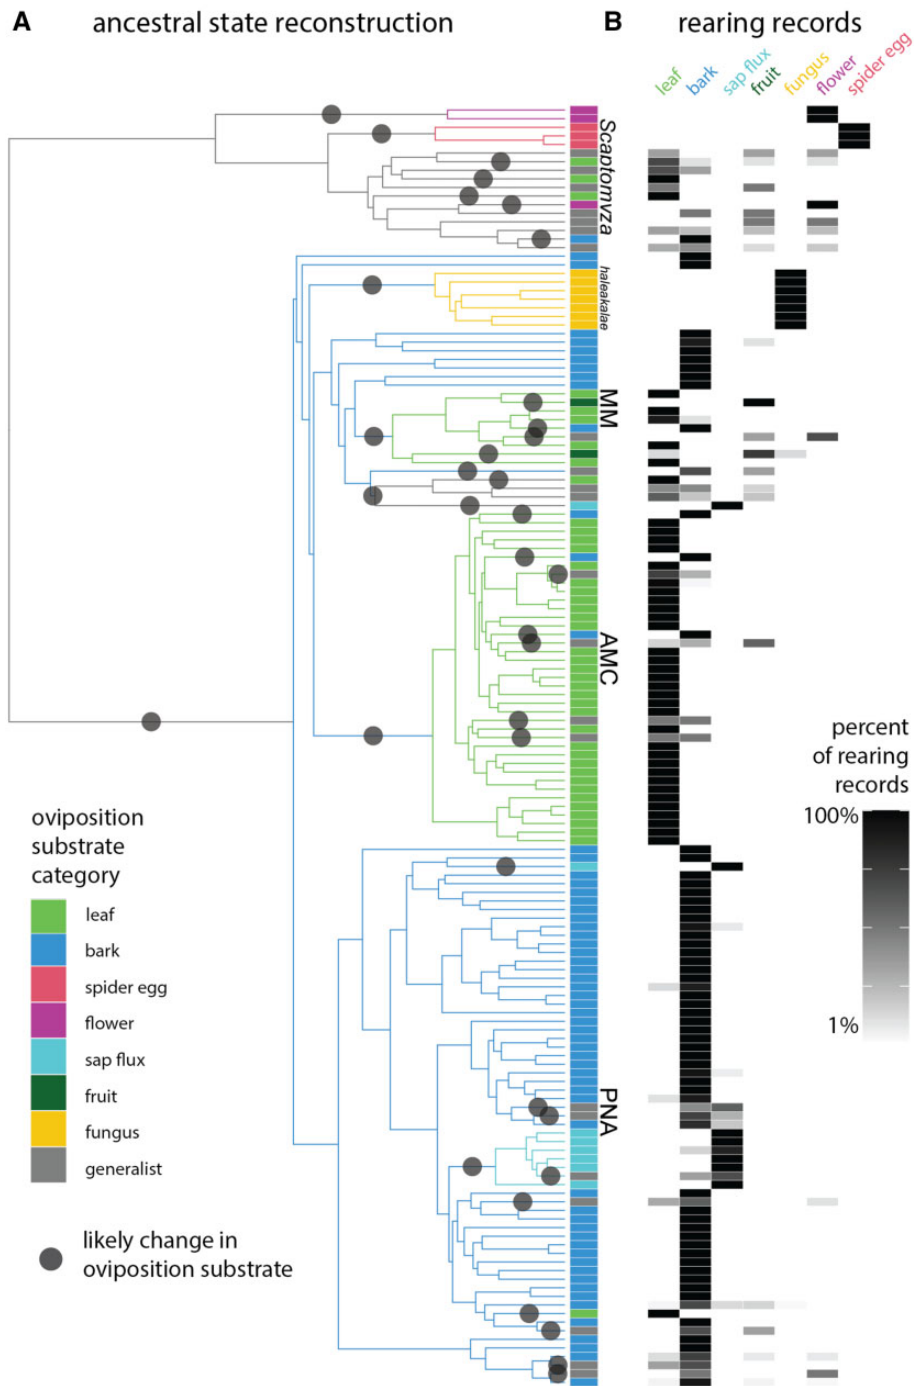 A ancestral state reconstruction
B rearing records
leaf
bark
sap flux
fruit
fungus
flower
spider egg
Scaptomyza
haleakalae
MM
AMC
PNA
oviposition
substrate
category
leaf
bark
spider egg
flower
sap flux
fruit
fungus
generalist
likely change in
oviposition substrate
percent
of rearing
records
100%
1%